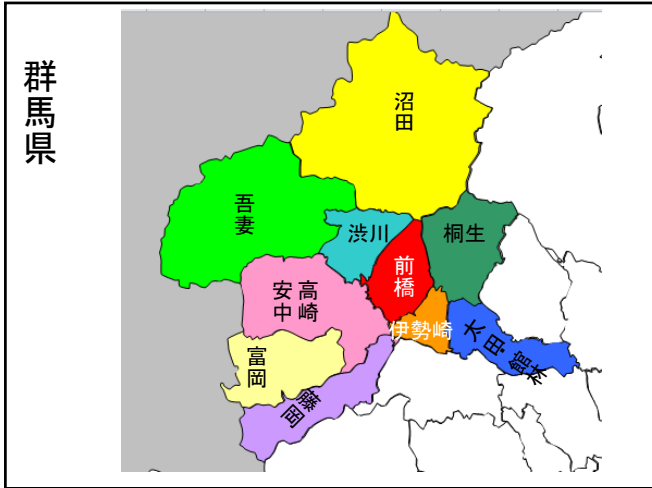 群馬県
沼田
吾妻
渋川
桐生
前橋
高崎
安中
伊勢崎
太田・館林
富岡
藤岡